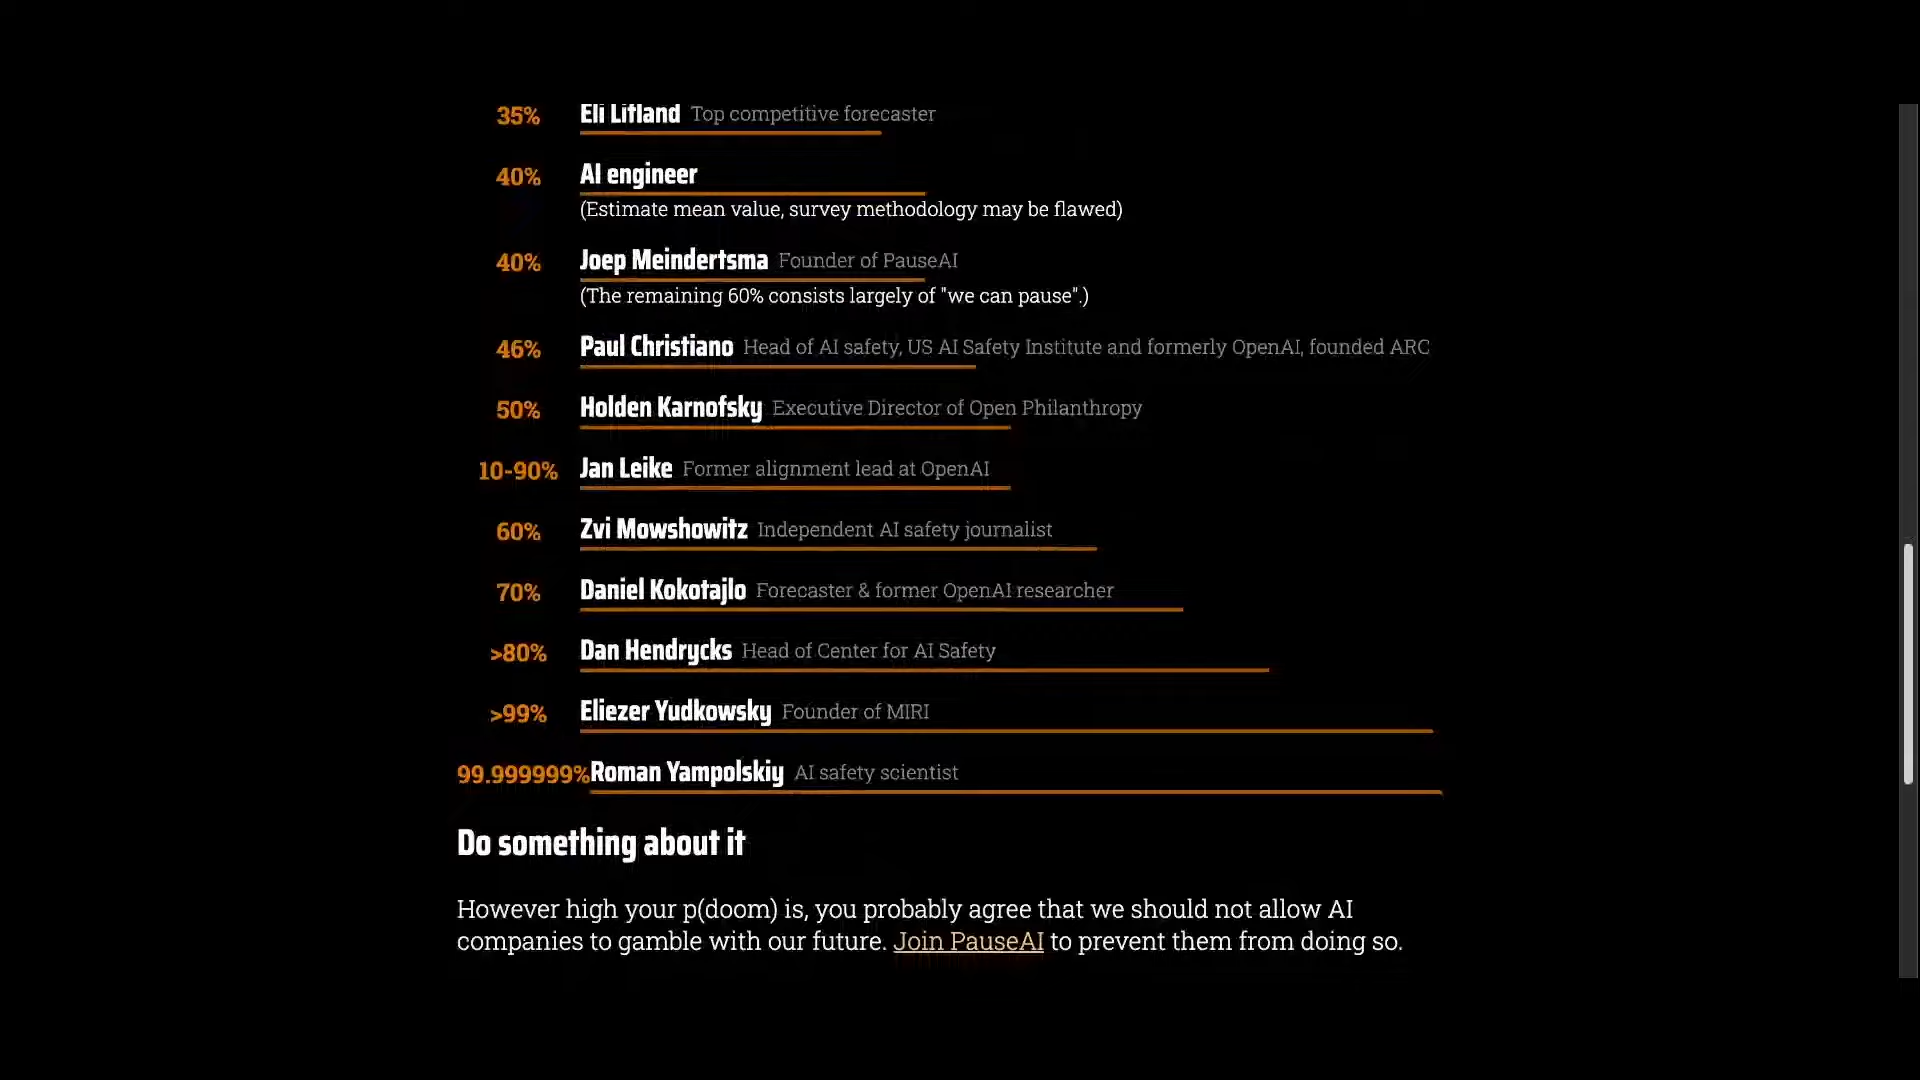 35% Eli Lifland Top competitive forecaster
40% AI engineer
(Estimate mean value, survey methodology may be flawed)
40% Joep Meindertsma Founder of PauseAI
(The remaining 60% consists largely of "we can pause".)
46% Paul Christiano Head of AI safety, US AI Safety Institute and formerly OpenAI, founded ARC
50% Holden Karnofsky Executive Director of Open Philanthropy
10-90% Jan Leike Former alignment lead at OpenAI
60% Zvi Mowshowitz Independent AI safety journalist
70% Daniel Kokotajlo Forecaster & former OpenAI researcher
>80% Dan Hendrycks Head of Center for AI Safety
>99% Eliezer Yudkowsky Founder of MIRI
99.999999% Roman Yampolskiy AI safety scientist
Do something about it
However high your p(doom) is, you probably agree that we should not allow AI
companies to gamble with our future. Join PauseAI to prevent them from doing so.